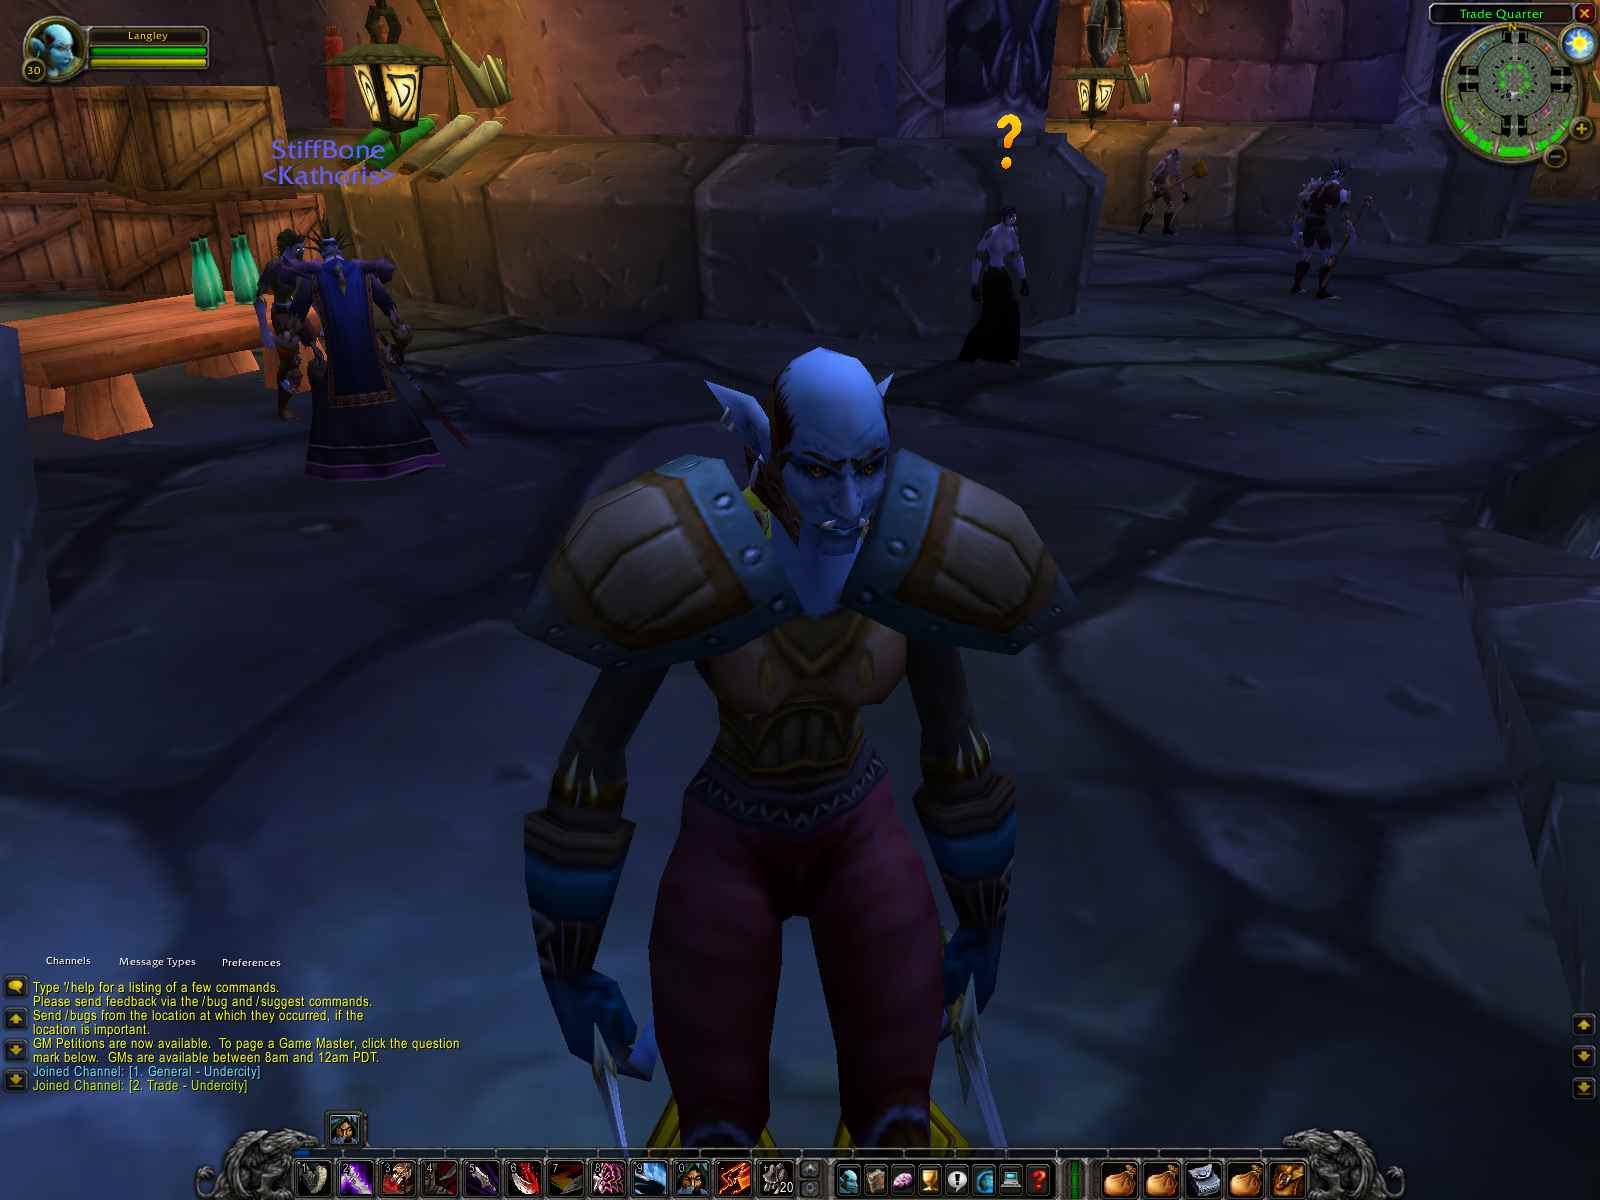 Langley
30
Trade Quarter
N
StiffBone
<Kathoris>
Channels
Message Types
Preferences
Type '/help for a listing of a few commands.
Please send feedback via the /bug and /suggest commands.
Send /bugs from the location at which they occurred, if the
location is important.
GM Petitions are now available.  To page a Game Master, click the question
mark below.  GMs are available between 8am and 12am PDT.
Joined Channel: [1. General - Undercity]
Joined Channel: [2. Trade - Undercity]
1 2 3 4 5 6 7 8 9 0 - +
20